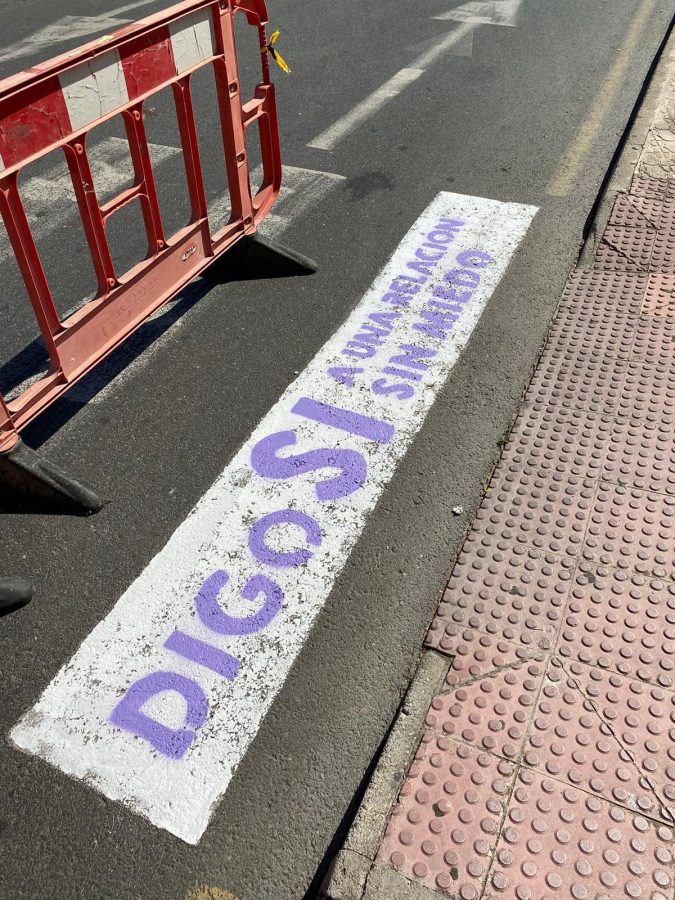 DIGO SI
A UNA RELACIÓN
SIN MIEDO